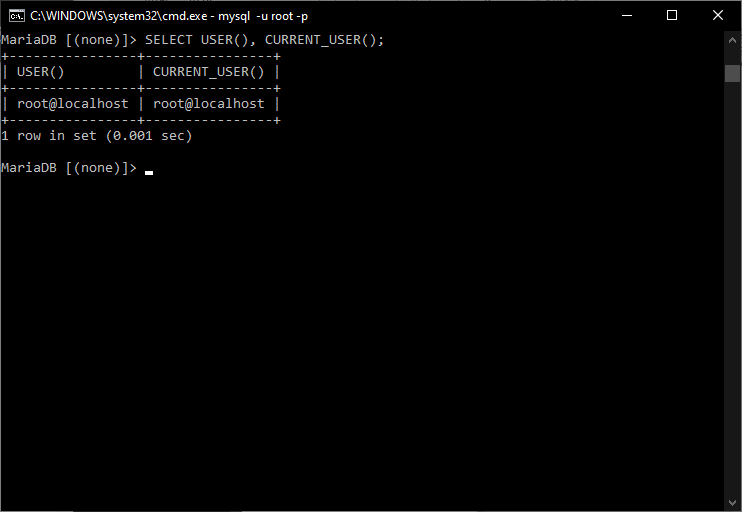 C:\WINDOWS\system32\cmd.exe - mysql  -u root -p
MariaDB [(none)]> SELECT USER(), CURRENT_USER();
+----------------+----------------+
| USER()         | CURRENT_USER() |
+----------------+----------------+
| root@localhost | root@localhost |
+----------------+----------------+
1 row in set (0.001 sec)
MariaDB [(none)]>